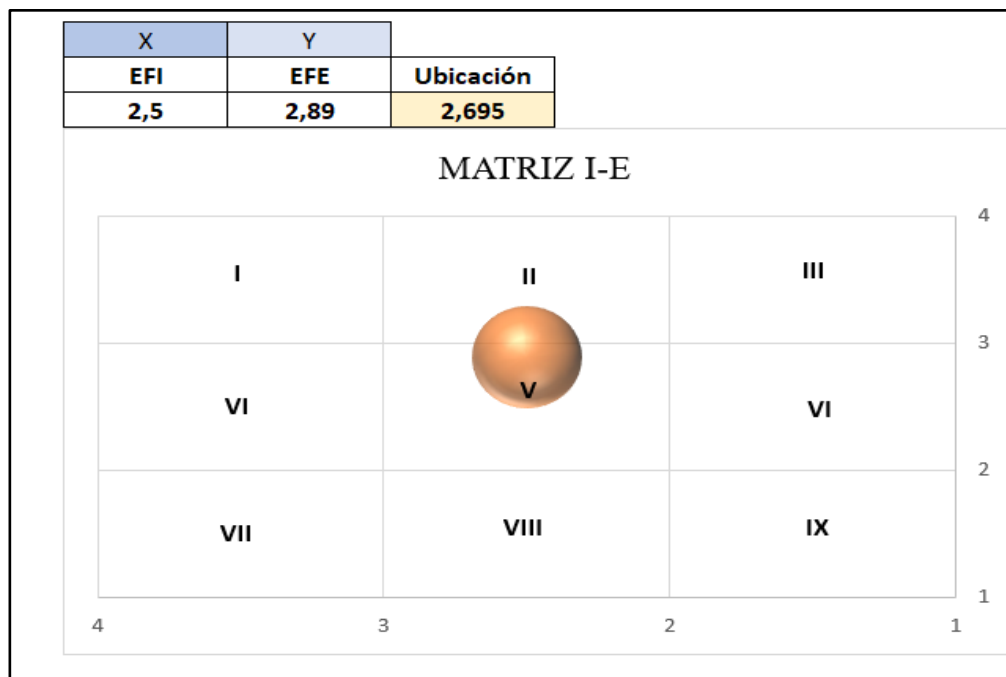 X Y
EFI EFE Ubicación
2,5 2,89 2,695
MATRIZ I-E
4
I II III
3
VI V VI
2
VII VIII IX
1
4 3 2 1